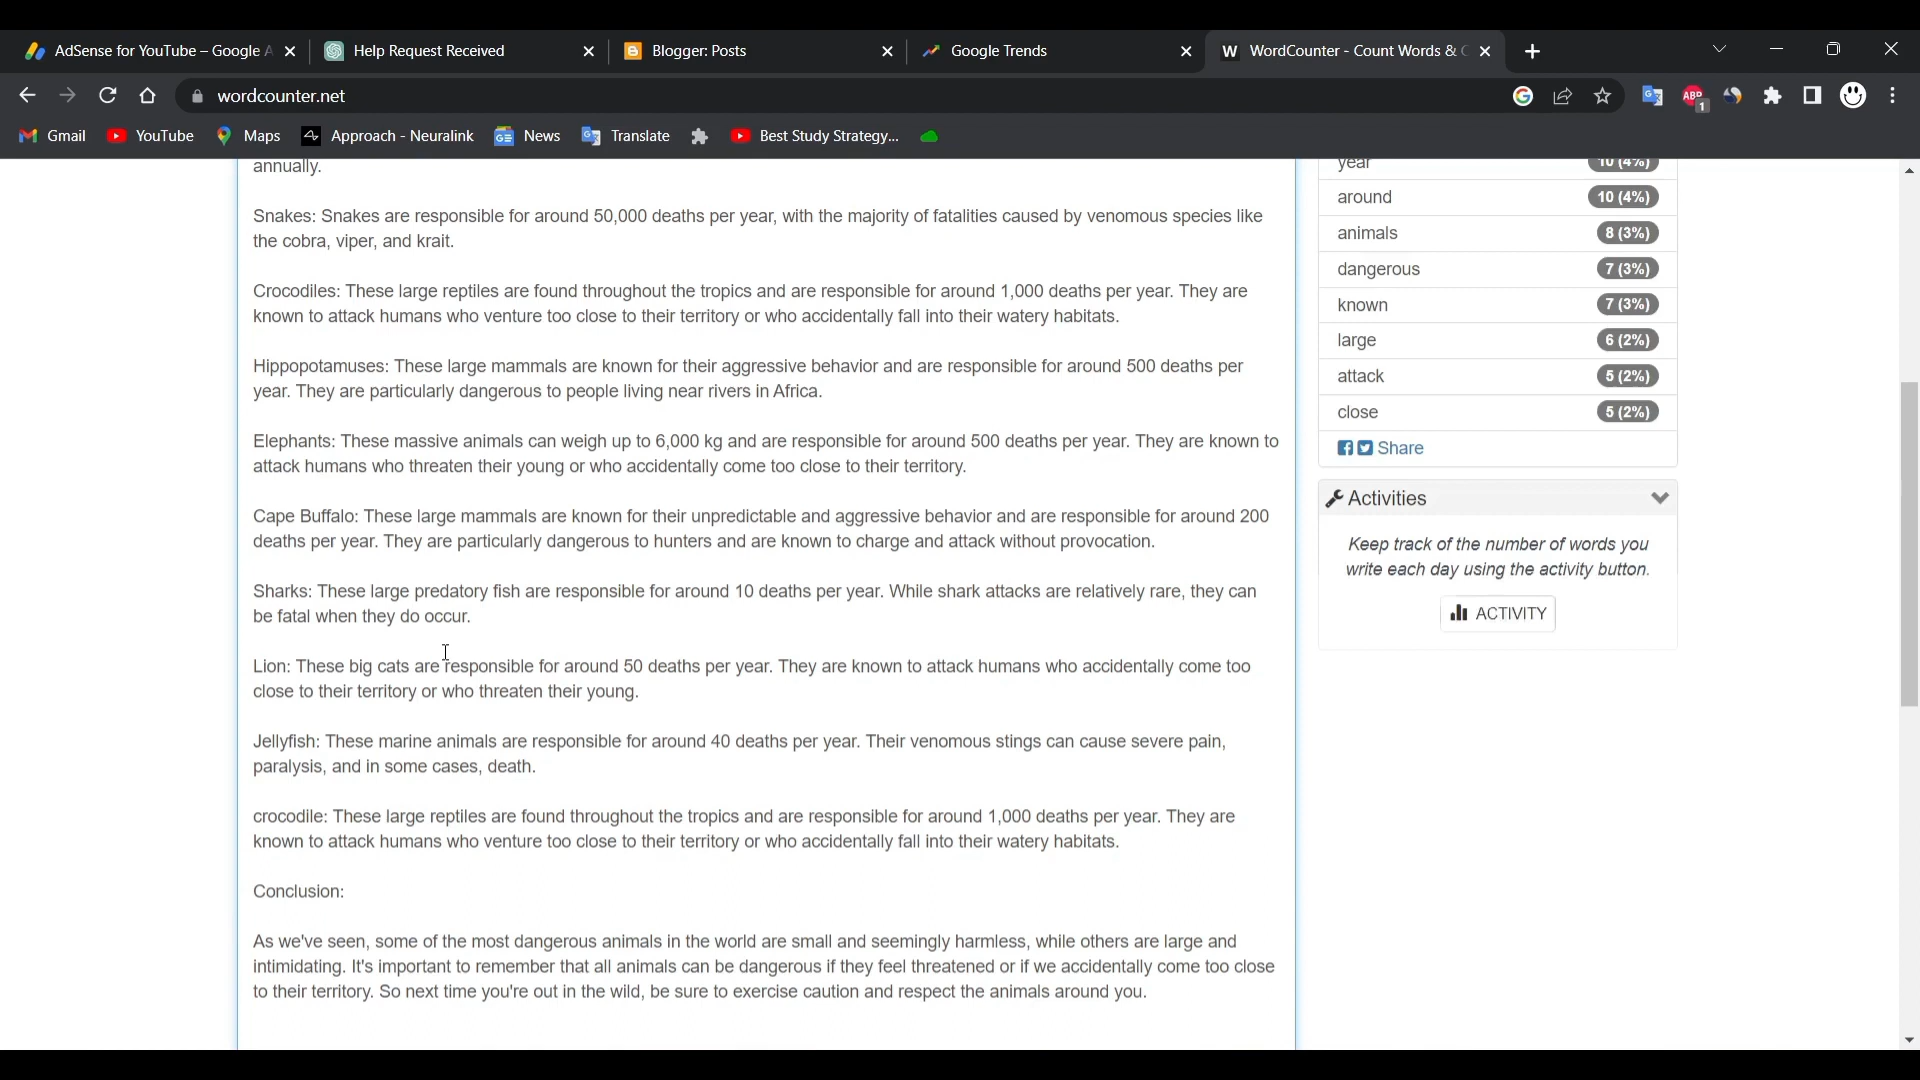 AdSense for YouTube – Google A
Help Request Received
Blogger: Posts
Google Trends
W WordCounter - Count Words & C
wordcounter.net
ABP
1
Gmail
YouTube
Maps
Approach - Neuralink
News
Translate
Best Study Strategy...
annually.
Snakes: Snakes are responsible for around 50,000 deaths per year, with the majority of fatalities caused by venomous species like
the cobra, viper, and krait.
Crocodiles: These large reptiles are found throughout the tropics and are responsible for around 1,000 deaths per year. They are
known to attack humans who venture too close to their territory or who accidentally fall into their watery habitats.
Hippopotamuses: These large mammals are known for their aggressive behavior and are responsible for around 500 deaths per
year. They are particularly dangerous to people living near rivers in Africa.
Elephants: These massive animals can weigh up to 6,000 kg and are responsible for around 500 deaths per year. They are known to
attack humans who threaten their young or who accidentally come too close to their territory.
Cape Buffalo: These large mammals are known for their unpredictable and aggressive behavior and are responsible for around 200
deaths per year. They are particularly dangerous to hunters and are known to charge and attack without provocation.
Sharks: These large predatory fish are responsible for around 10 deaths per year. While shark attacks are relatively rare, they can
be fatal when they do occur.
Lion: These big cats are responsible for around 50 deaths per year. They are known to attack humans who accidentally come too
close to their territory or who threaten their young.
Jellyfish: These marine animals are responsible for around 40 deaths per year. Their venomous stings can cause severe pain,
paralysis, and in some cases, death.
crocodile: These large reptiles are found throughout the tropics and are responsible for around 1,000 deaths per year. They are
known to attack humans who venture too close to their territory or who accidentally fall into their watery habitats.
Conclusion:
As we've seen, some of the most dangerous animals in the world are small and seemingly harmless, while others are large and
intimidating. It's important to remember that all animals can be dangerous if they feel threatened or if we accidentally come too close
to their territory. So next time you're out in the wild, be sure to exercise caution and respect the animals around you.
year 10 (4%)
around 10 (4%)
animals 8 (3%)
dangerous 7 (3%)
known 7 (3%)
large 6 (2%)
attack 5 (2%)
close 5 (2%)
Share
Activities
Keep track of the number of words you
write each day using the activity button.
ACTIVITY